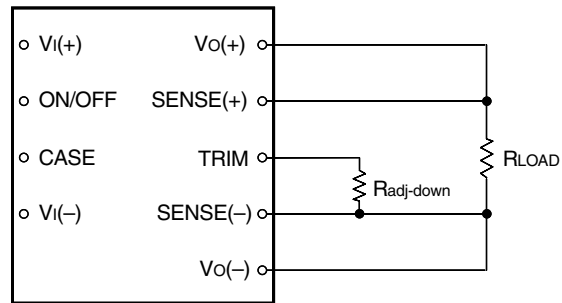 VI(+) VO(+)
ON/OFF SENSE(+)
CASE TRIM RLOAD
Radj-down
VI(–) SENSE(–)
VO(–)